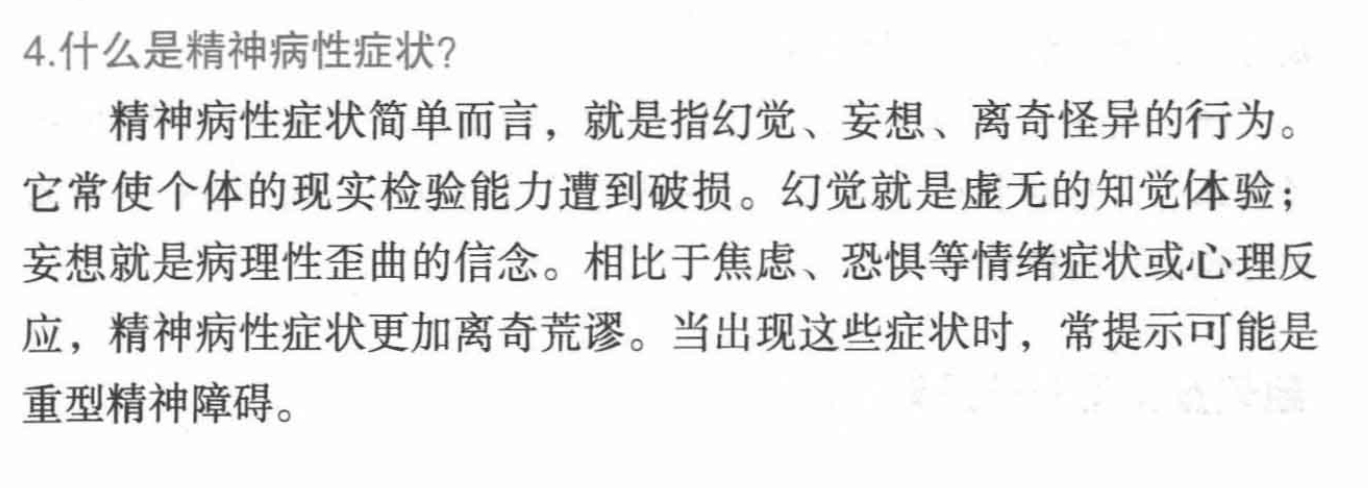 4.什么是精神病性症状?
精神病性症状简单而言，就是指幻觉、妄想、离奇怪异的行为。
它常使个体的现实检验能力遭到破损。幻觉就是虚无的知觉体验；
妄想就是病理性歪曲的信念。相比于焦虑、恐惧等情绪症状或心理反
应，精神病性症状更加离奇荒谬。当出现这些症状时，常提示可能是
重型精神障碍。